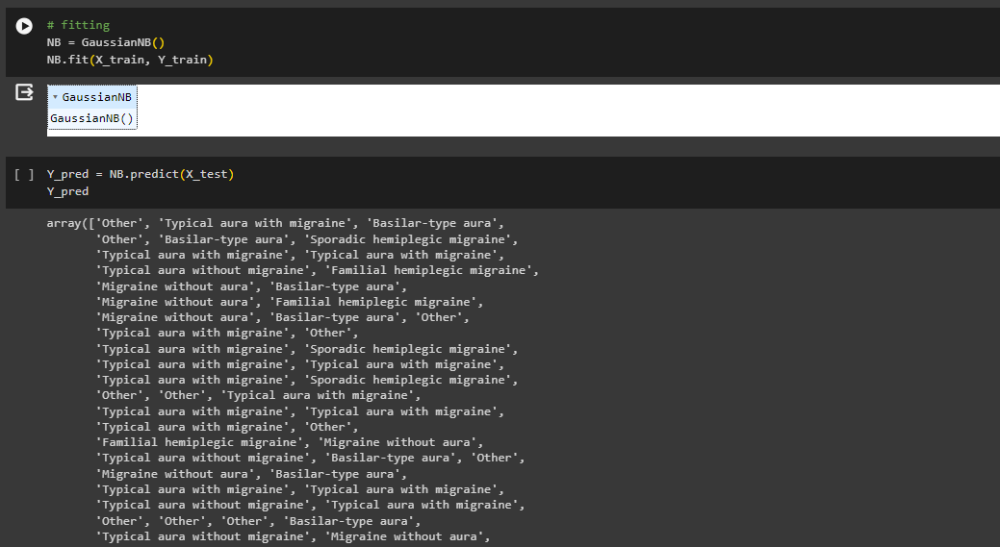 # fitting
NB = GaussianNB()
NB.fit(X_train, Y_train)
▾ GaussianNB
GaussianNB()
[ ] Y_pred = NB.predict(X_test)
Y_pred
array(['Other', 'Typical aura with migraine', 'Basilar-type aura',
'Other', 'Basilar-type aura', 'Sporadic hemiplegic migraine',
'Typical aura with migraine', 'Typical aura with migraine',
'Typical aura without migraine', 'Familial hemiplegic migraine',
'Migraine without aura', 'Basilar-type aura',
'Migraine without aura', 'Familial hemiplegic migraine',
'Migraine without aura', 'Basilar-type aura', 'Other',
'Typical aura with migraine', 'Other',
'Typical aura with migraine', 'Sporadic hemiplegic migraine',
'Typical aura with migraine', 'Typical aura with migraine',
'Typical aura with migraine', 'Sporadic hemiplegic migraine',
'Other', 'Other', 'Typical aura with migraine',
'Typical aura with migraine', 'Typical aura with migraine',
'Typical aura with migraine', 'Other',
'Familial hemiplegic migraine', 'Migraine without aura',
'Typical aura without migraine', 'Basilar-type aura', 'Other',
'Migraine without aura', 'Basilar-type aura',
'Typical aura with migraine', 'Typical aura with migraine',
'Typical aura without migraine', 'Typical aura with migraine',
'Other', 'Other', 'Other', 'Basilar-type aura',
'Typical aura without migraine', 'Migraine without aura',